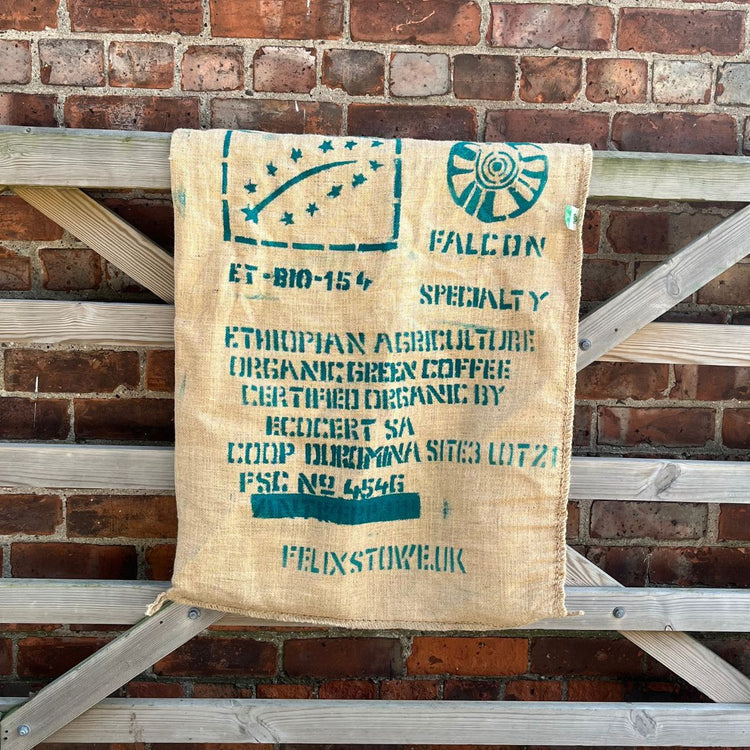 FALCON
ET-BIO-154
SPECIALTY
ETHIOPIAN AGRICULTURE
ORGANIC GREEN COFFEE
CERTIFIED ORGANIC BY
ECOCERT SA
COOP DUROMINA SITE3 LOT21
FSC Nº 454G
FELIXSTOWE.UK